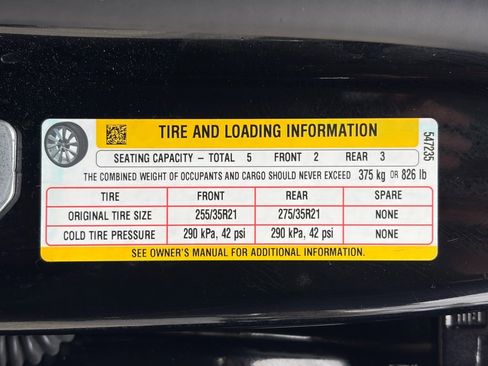 TIRE AND LOADING INFORMATION
547236
SEATING CAPACITY – TOTAL 5 FRONT 2 REAR 3
THE COMBINED WEIGHT OF OCCUPANTS AND CARGO SHOULD NEVER EXCEED 375 kg OR 826 lb
TIRE FRONT REAR SPARE
ORIGINAL TIRE SIZE 255/35R21 275/35R21 NONE
COLD TIRE PRESSURE 290 kPa, 42 psi 290 kPa, 42 psi NONE
SEE OWNER'S MANUAL FOR ADDITIONAL INFORMATION.